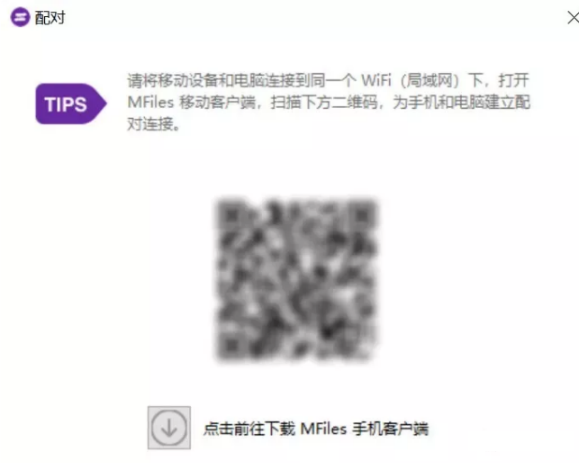 配对
TIPS
请将移动设备和电脑连接到同一个 WiFi（局域网）下，打开
MFiles 移动客户端，扫描下方二维码，为手机和电脑建立配
对连接。
点击前往下载 MFiles 手机客户端